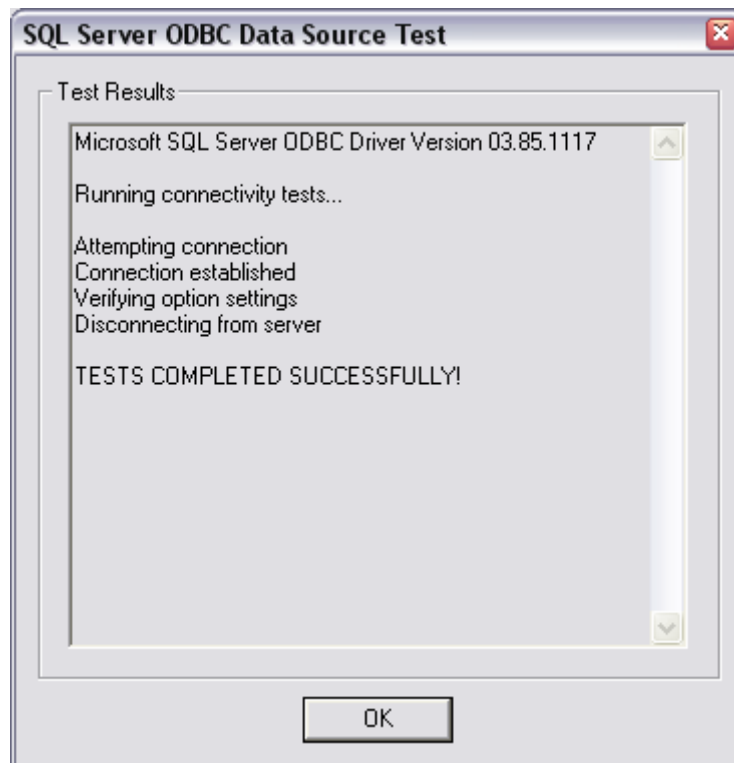 SQL Server ODBC Data Source Test
Test Results
Microsoft SQL Server ODBC Driver Version 03.85.1117
Running connectivity tests...
Attempting connection
Connection established
Verifying option settings
Disconnecting from server
TESTS COMPLETED SUCCESSFULLY!
OK